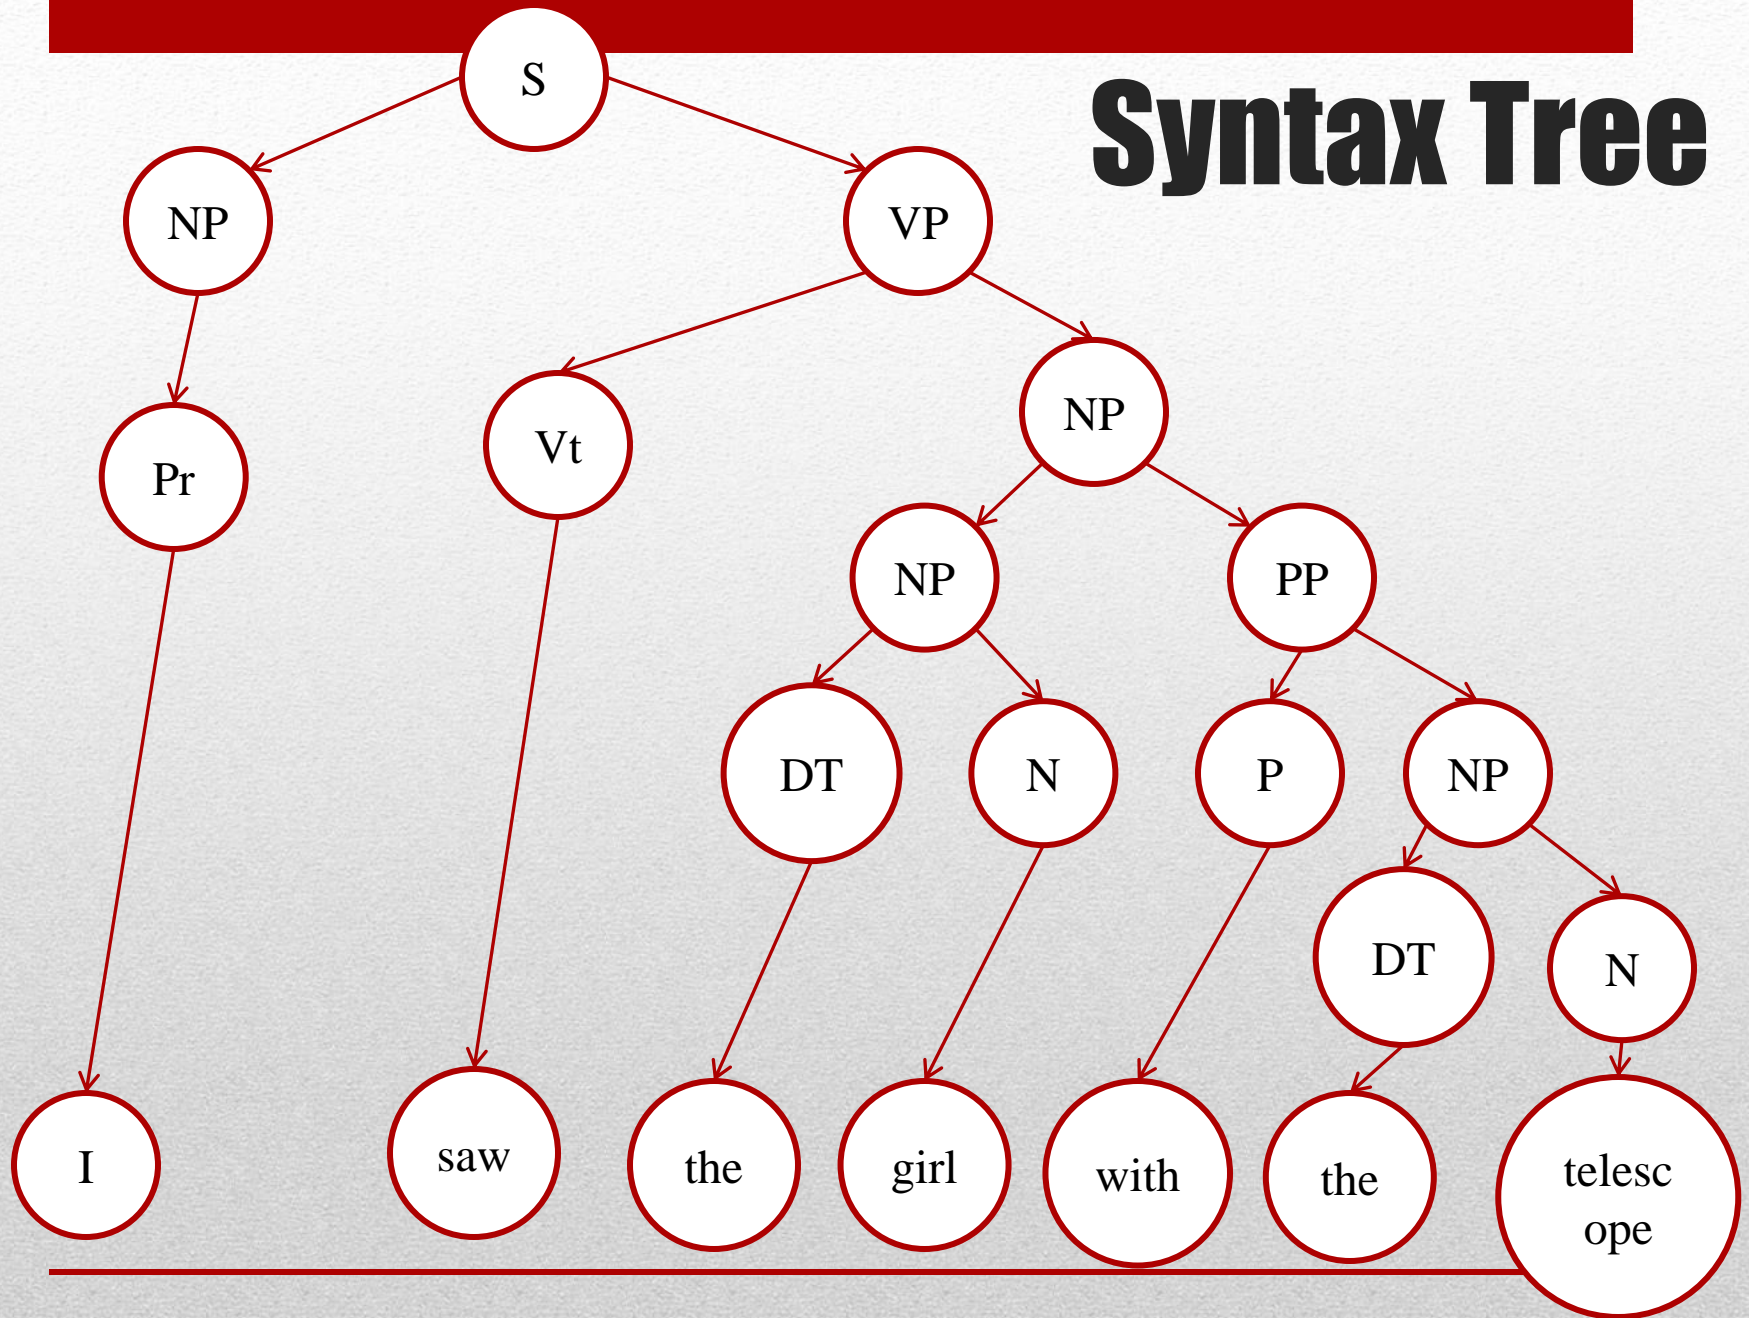 Syntax Tree
S
NP
VP
Pr
Vt
NP
NP
PP
DT
N
P
NP
DT
N
I
saw
the
girl
with
the
telesc
ope